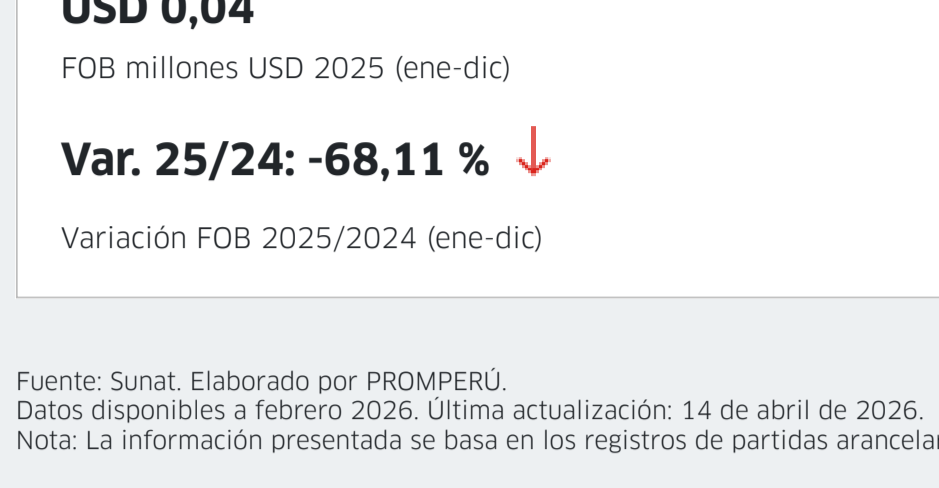 USD 0,04
FOB millones USD 2025 (ene-dic)
Var. 25/24: -68,11 %
Variación FOB 2025/2024 (ene-dic)
Fuente: Sunat. Elaborado por PROMPERÚ.
Datos disponibles a febrero 2026. Última actualización: 14 de abril de 2026.
Nota: La información presentada se basa en los registros de partidas